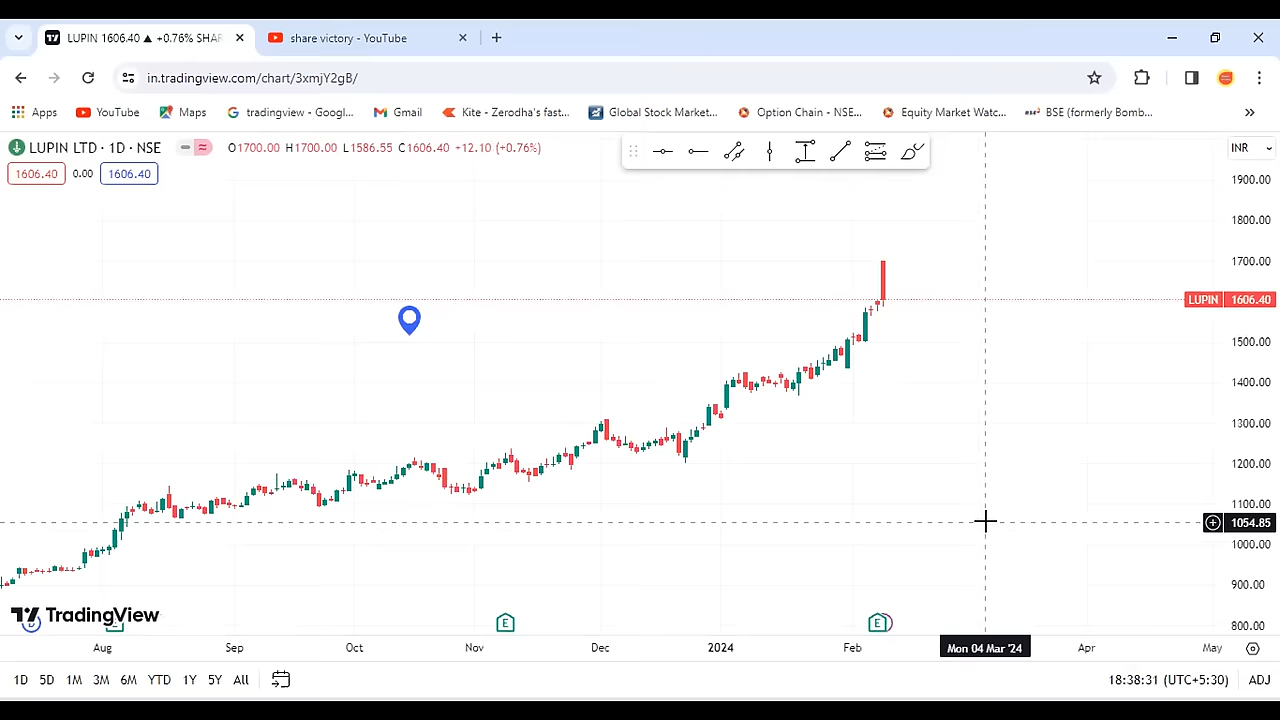 LUPIN 1606.40 ▲ +0.76% SHAR
share victory - YouTube
in.tradingview.com/chart/3xmjY2gB/
Apps
YouTube
Maps
tradingview - Googl...
Gmail
Kite - Zerodha's fast...
Global Stock Market...
Option Chain - NSE...
Equity Market Watc...
BSE (formerly Bomb...
LUPIN LTD · 1D · NSE
O1700.00 H1700.00 L1586.55 C1606.40 +12.10 (+0.76%)
INR
1606.40 0.00 1606.40
1900.00
1800.00
1700.00
LUPIN 1606.40
1500.00
1400.00
1300.00
1200.00
1100.00
1054.85
1000.00
900.00
800.00
TradingView
E
E
Aug Sep Oct Nov Dec 2024 Feb Mon 04 Mar '24 Apr May
1D 5D 1M 3M 6M YTD 1Y 5Y All
18:38:31 (UTC+5:30) ADJ